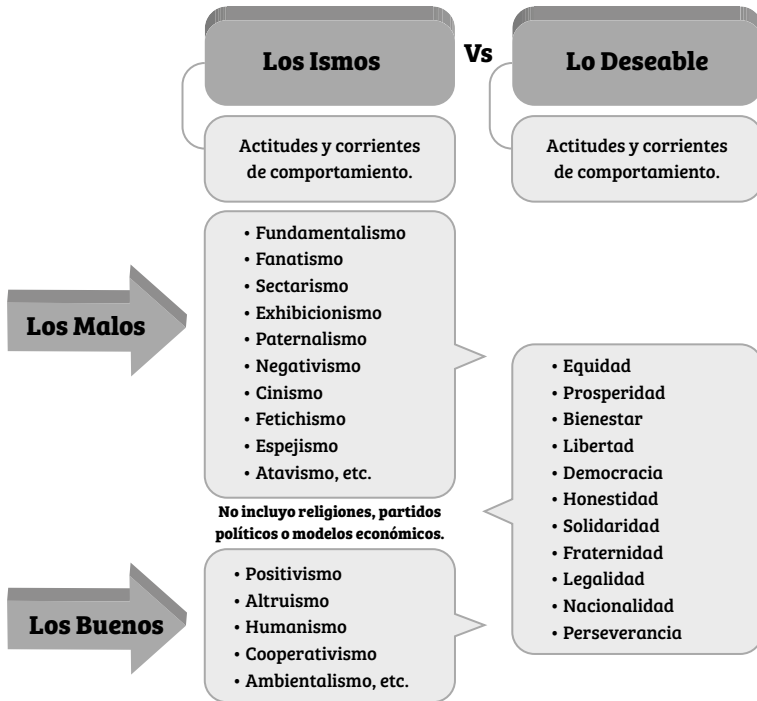 Los Ismos
Vs
Lo Deseable
Actitudes y corrientes
de comportamiento.
Actitudes y corrientes
de comportamiento.
Los Malos
• Fundamentalismo
• Fanatismo
• Sectarismo
• Exhibicionismo
• Paternalismo
• Negativismo
• Cinismo
• Fetichismo
• Espejismo
• Atavismo, etc.
No incluyo religiones, partidos
políticos o modelos económicos.
Los Buenos
• Positivismo
• Altruismo
• Humanismo
• Cooperativismo
• Ambientalismo, etc.
• Equidad
• Prosperidad
• Bienestar
• Libertad
• Democracia
• Honestidad
• Solidaridad
• Fraternidad
• Legalidad
• Nacionalidad
• Perseverancia